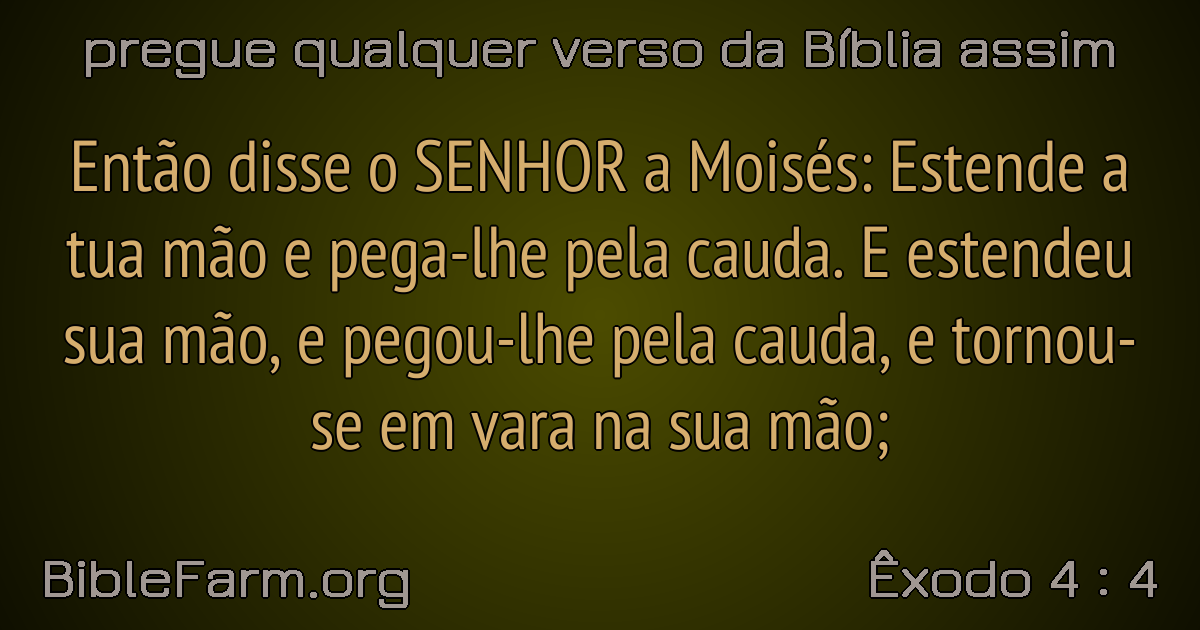 pregue qualquer verso da Bíblia assim
Então disse o SENHOR a Moisés: Estende a
tua mão e pega-lhe pela cauda. E estendeu
sua mão, e pegou-lhe pela cauda, e tornou-
se em vara na sua mão;
BibleFarm.org
Êxodo 4 : 4